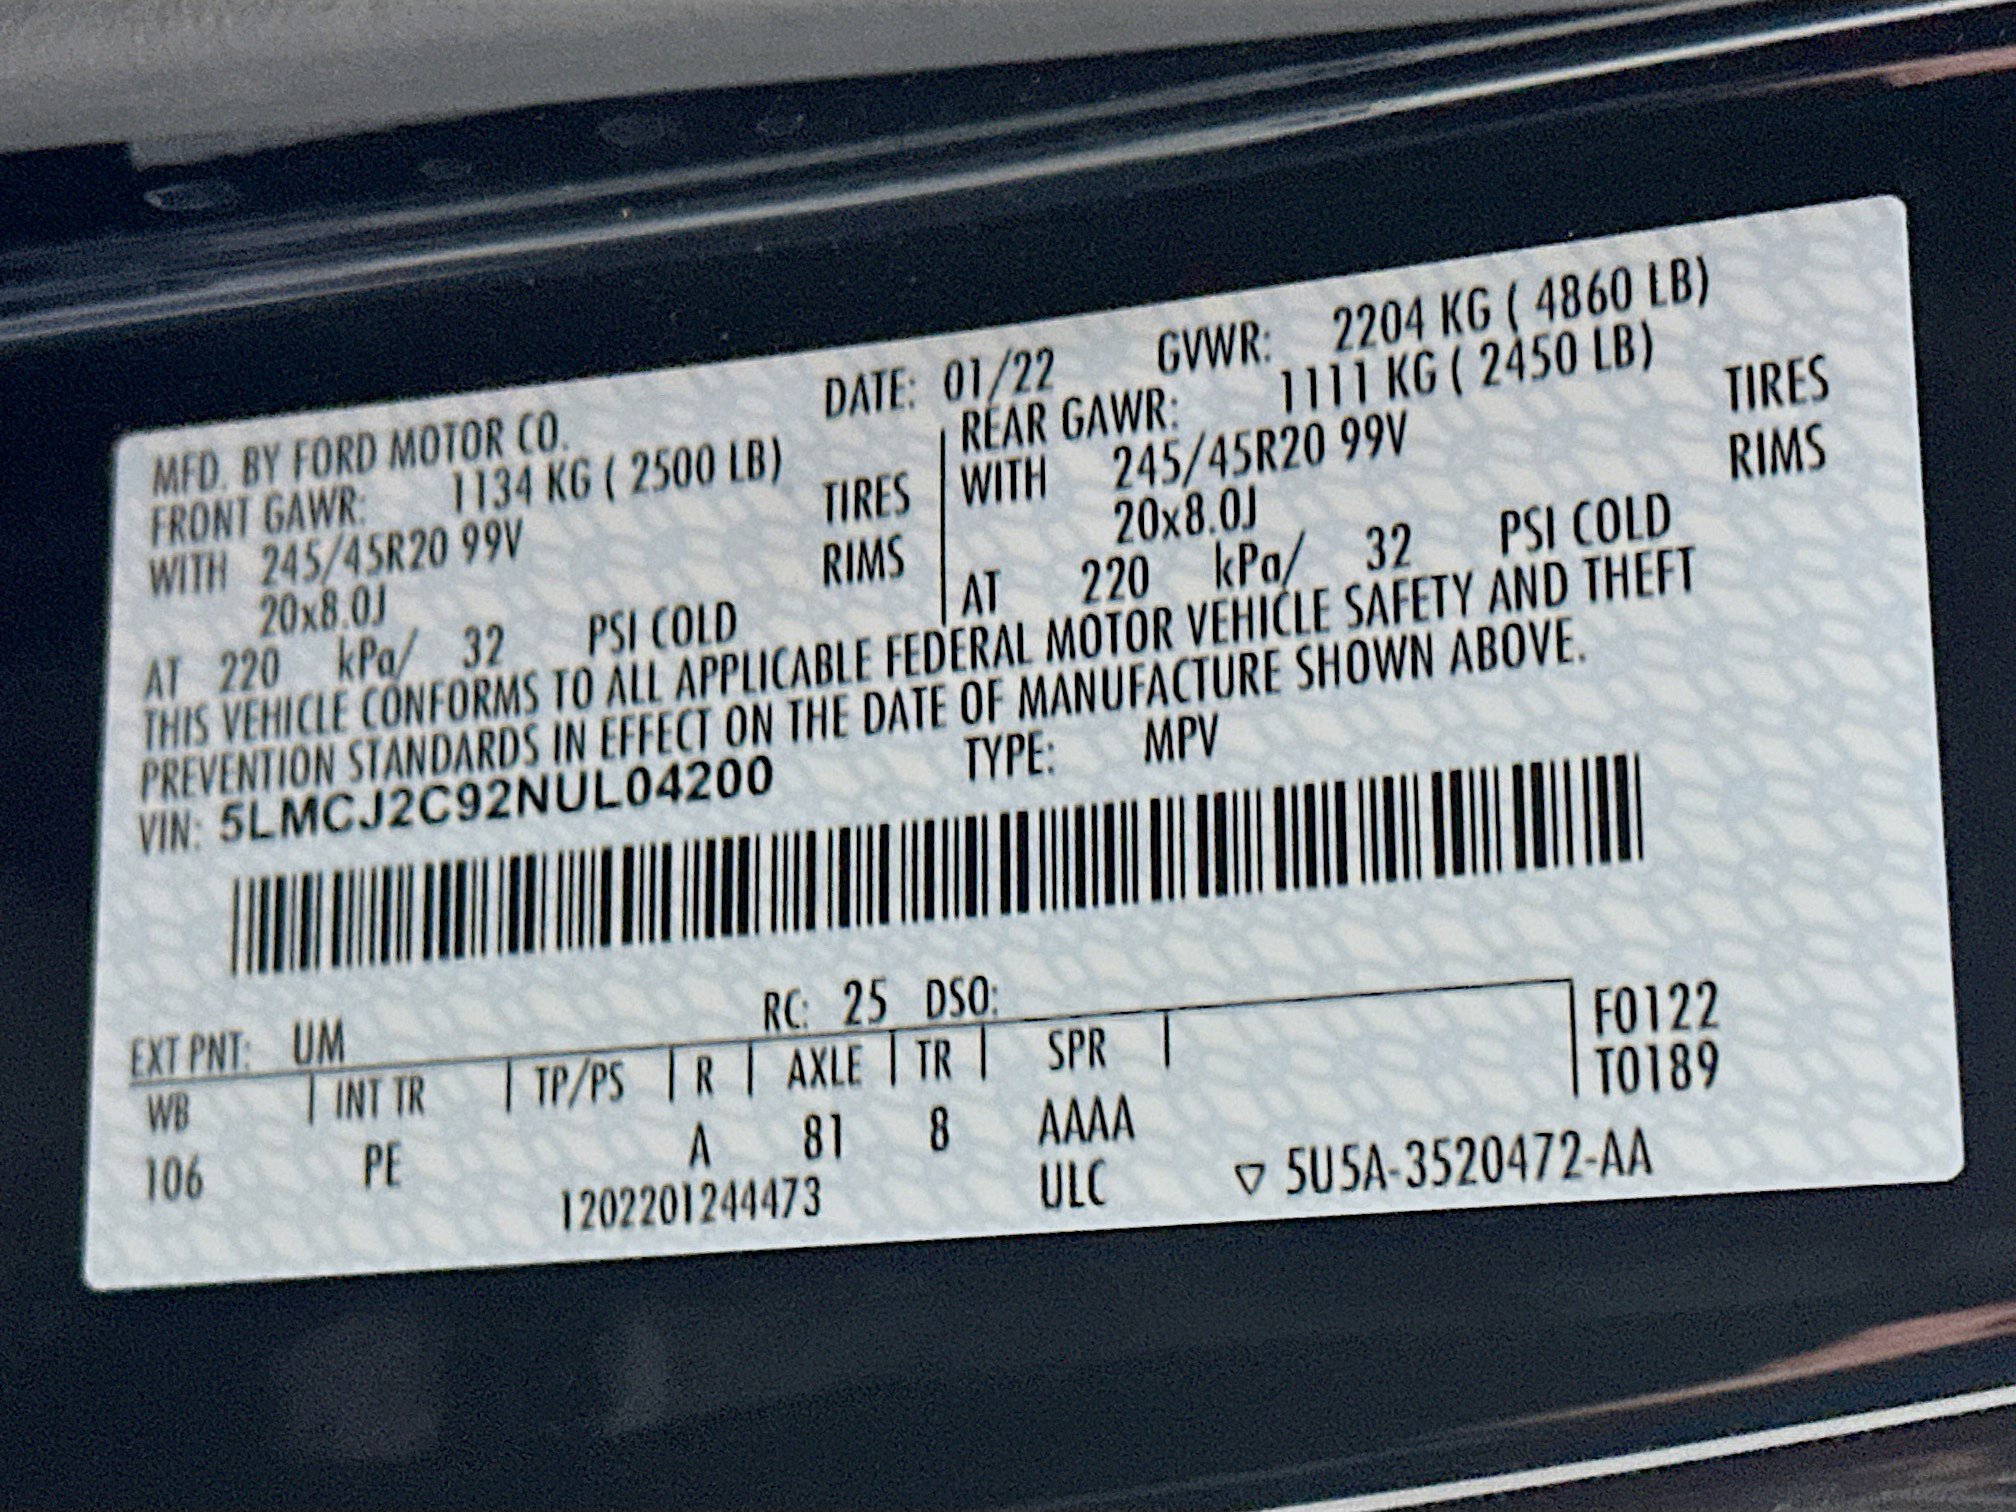 MFD. BY FORD MOTOR CO. DATE: 01/22 GVWR: 2204 KG ( 4860 LB)
FRONT GAWR: 1134 KG ( 2500 LB) REAR GAWR: 1111 KG ( 2450 LB)
WITH 245/45R20 99V TIRES WITH 245/45R20 99V TIRES
20x8.0J RIMS 20x8.0J RIMS
AT 220 kPa/ 32 PSI COLD AT 220 kPa/ 32 PSI COLD
THIS VEHICLE CONFORMS TO ALL APPLICABLE FEDERAL MOTOR VEHICLE SAFETY AND THEFT
PREVENTION STANDARDS IN EFFECT ON THE DATE OF MANUFACTURE SHOWN ABOVE.
VIN: 5LMCJ2C92NUL04200 TYPE: MPV
EXT PNT: UM RC: 25 DSO: F0122
WB INT TR TP/PS R AXLE TR SPR T0189
106 PE A 81 8 AAAA
1202201244473 ULC ▽ 5U5A-3520472-AA